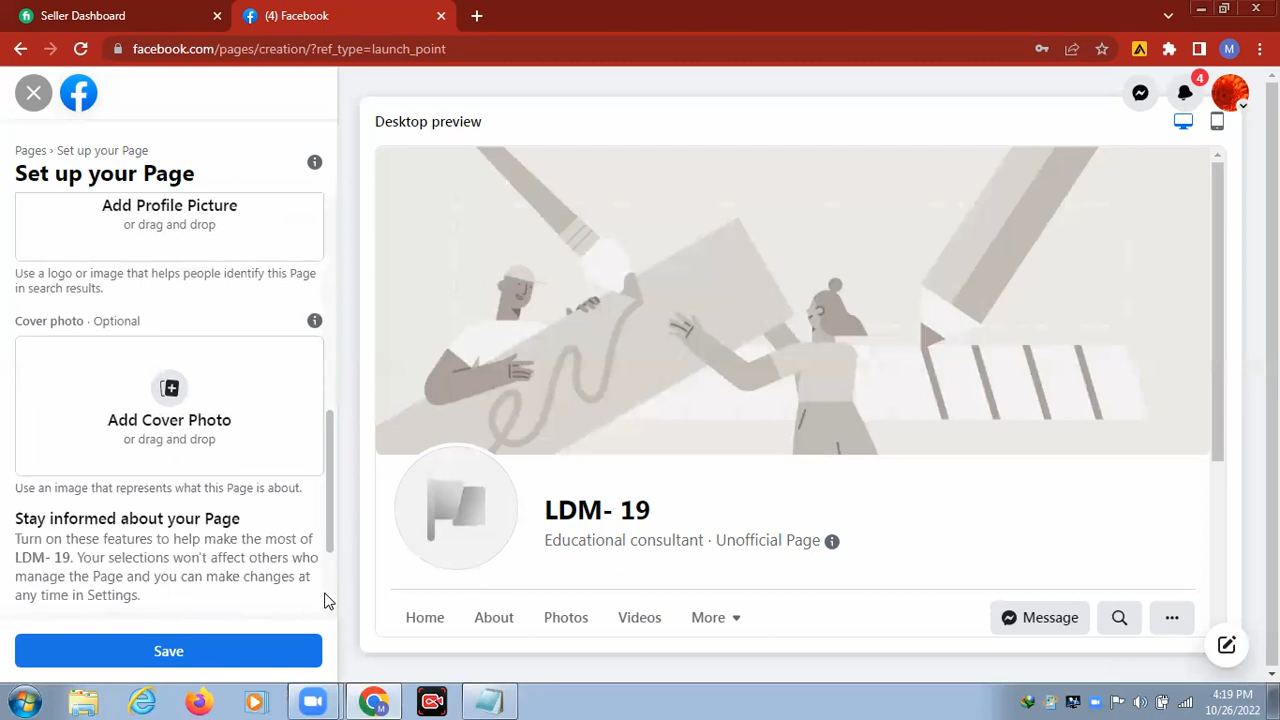 Seller Dashboard
(4) Facebook
facebook.com/pages/creation/?ref_type=launch_point
M
4
Pages › Set up your Page
Set up your Page
Add Profile Picture
or drag and drop
Use a logo or image that helps people identify this Page
in search results.
Cover photo · Optional
Add Cover Photo
or drag and drop
Use an image that represents what this Page is about.
Stay informed about your Page
Turn on these features to help make the most of
LDM- 19. Your selections won't affect others who
manage the Page and you can make changes at
any time in Settings.
Save
Desktop preview
LDM- 19
Educational consultant · Unofficial Page
Home
About
Photos
Videos
More
Message
4:19 PM
10/26/2022